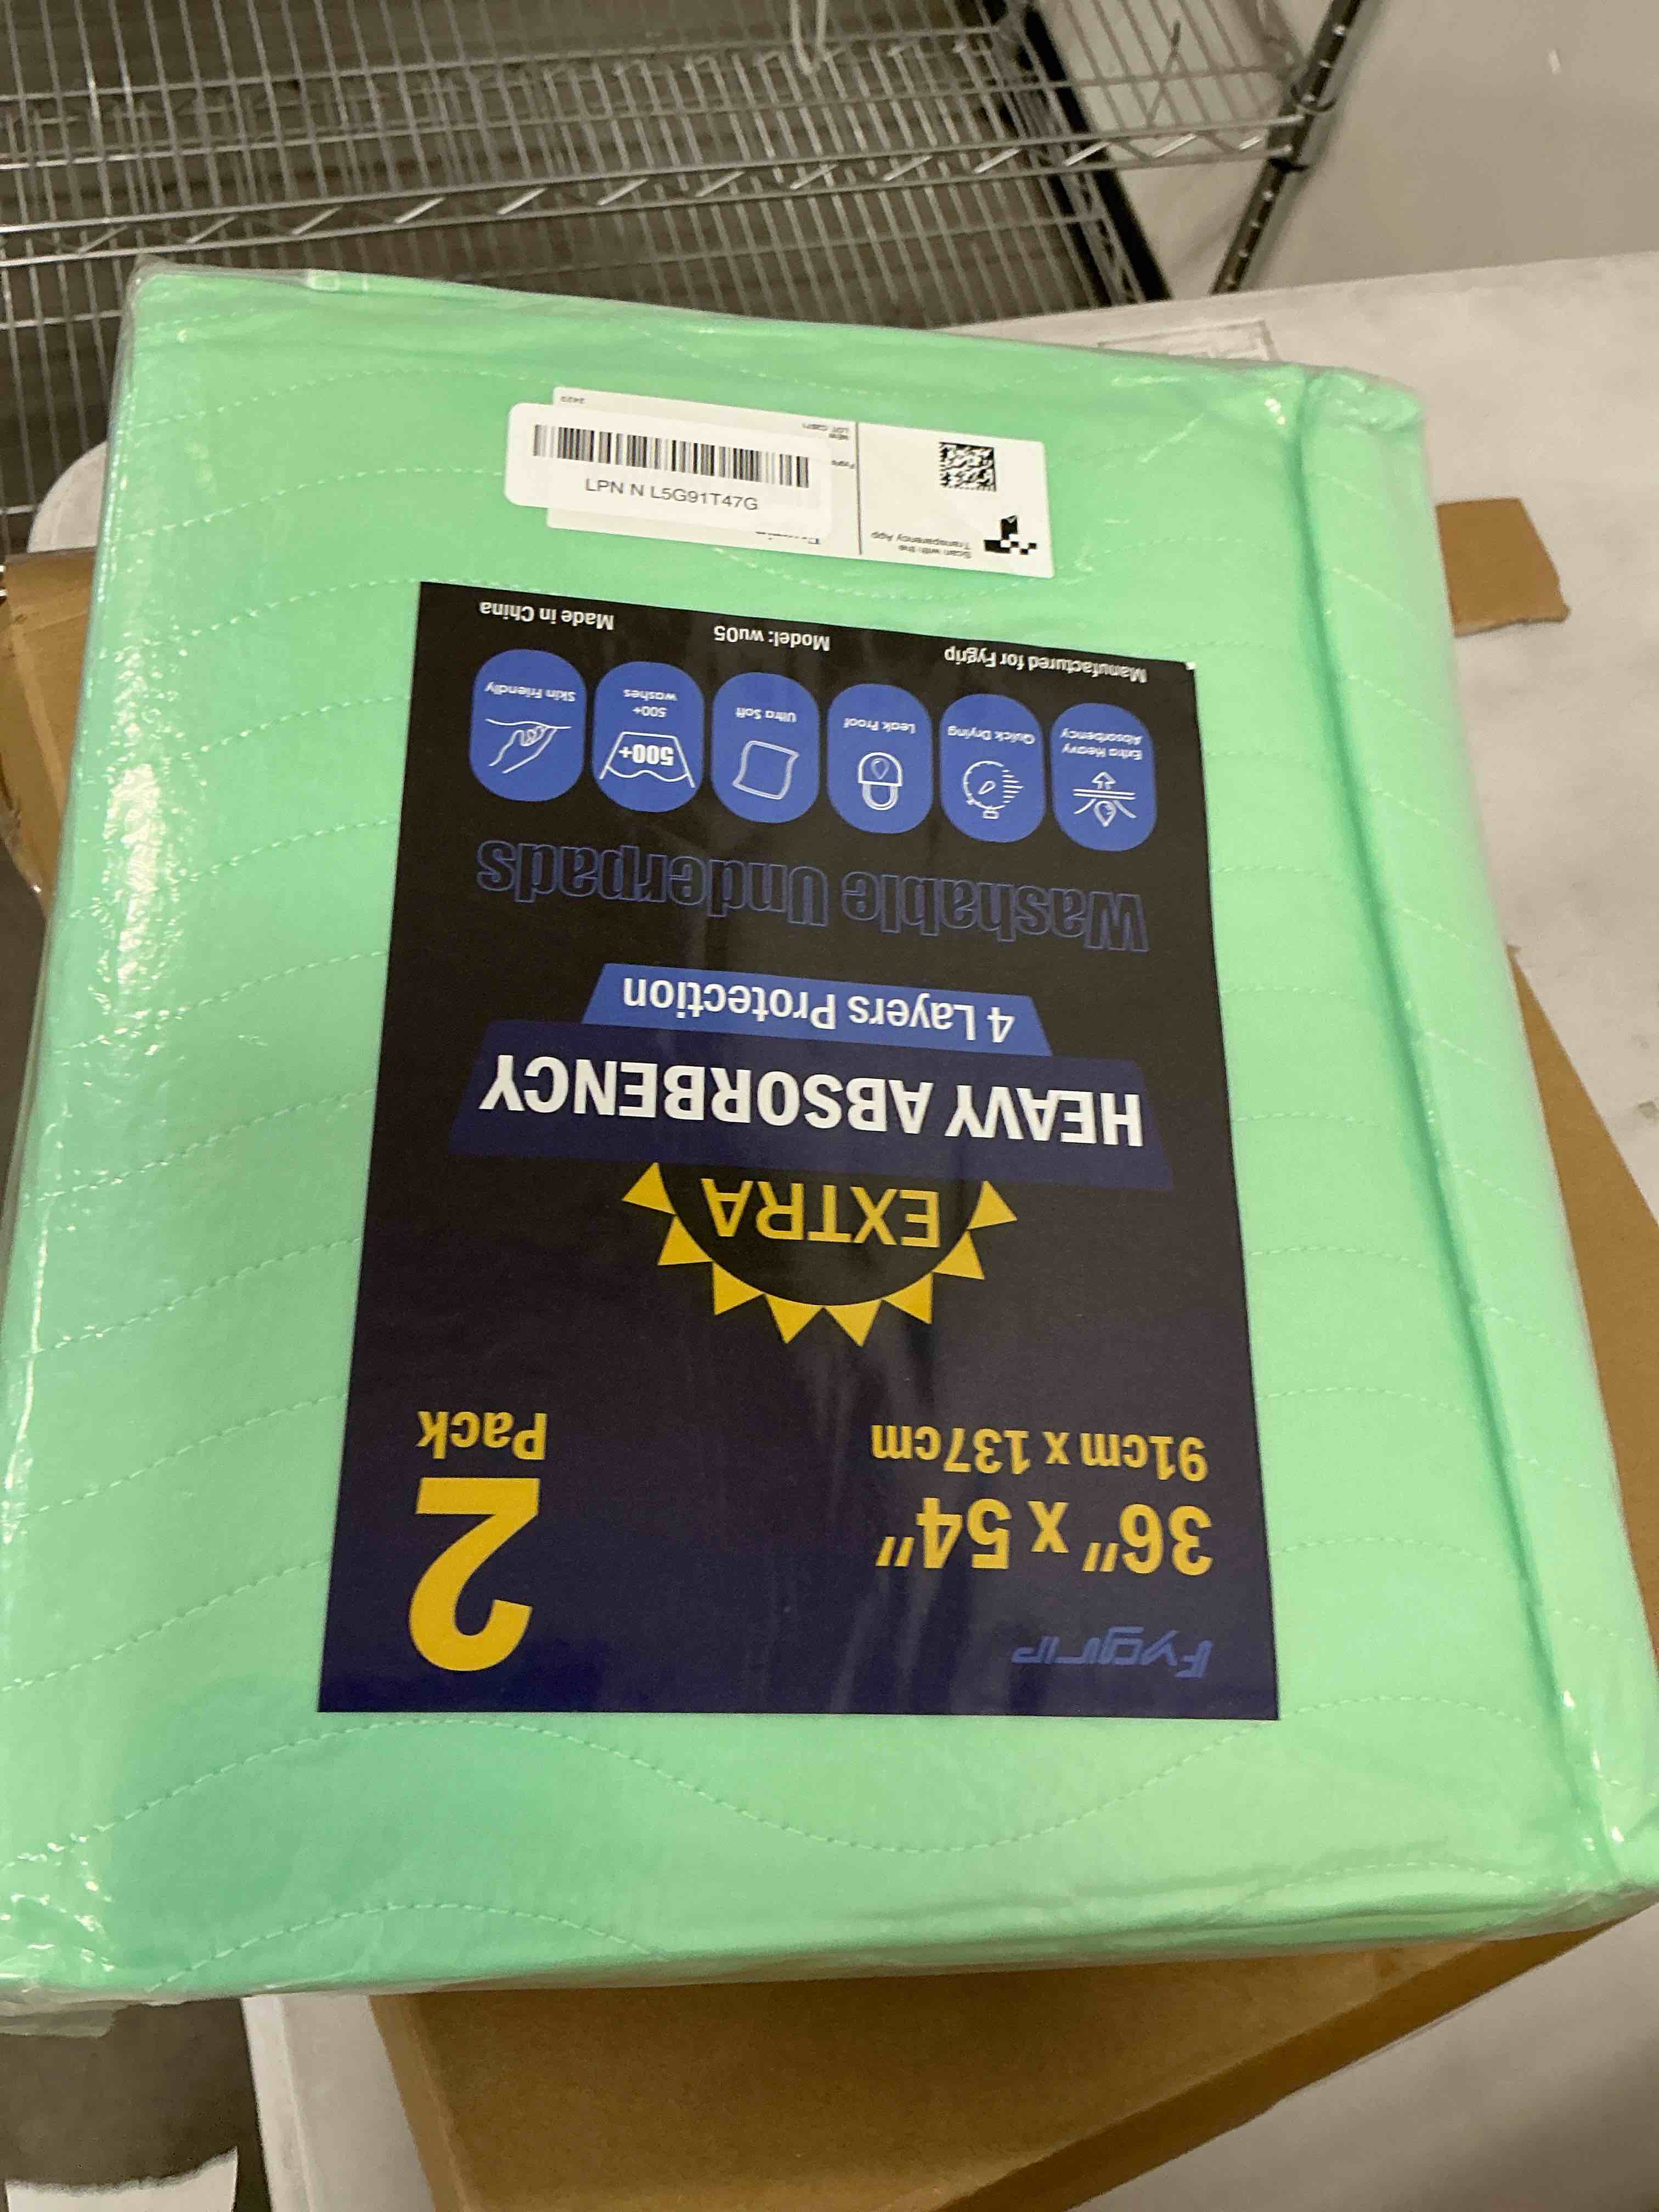 Fygrip
36" x 54"
91cm x 137cm
2
Pack
EXTRA
HEAVY ABSORBENCY
4 Layers Protection
Washable Underpads
Extra Heavy
Absorbency
Quick Drying
Leak Proof
Ultra Soft
500+
500+
washes
Skin Friendly
Manufactured for Fygrip
Model: wu05
Made in China
Scan with the
Transparency App
LPN N L5G91T47G
NEW